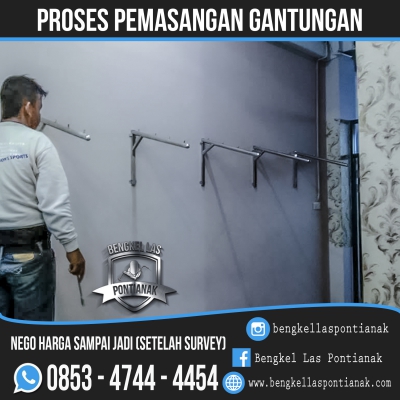 PROSES PEMASANGAN GANTUNGAN
BENGKEL LAS
PONTIANAK
NEGO HARGA SAMPAI JADI (SETELAH SURVEY)
0853 - 4744 - 4454
bengkellaspontianak
Bengkel Las Pontianak
www.bengkellaspontianak.com